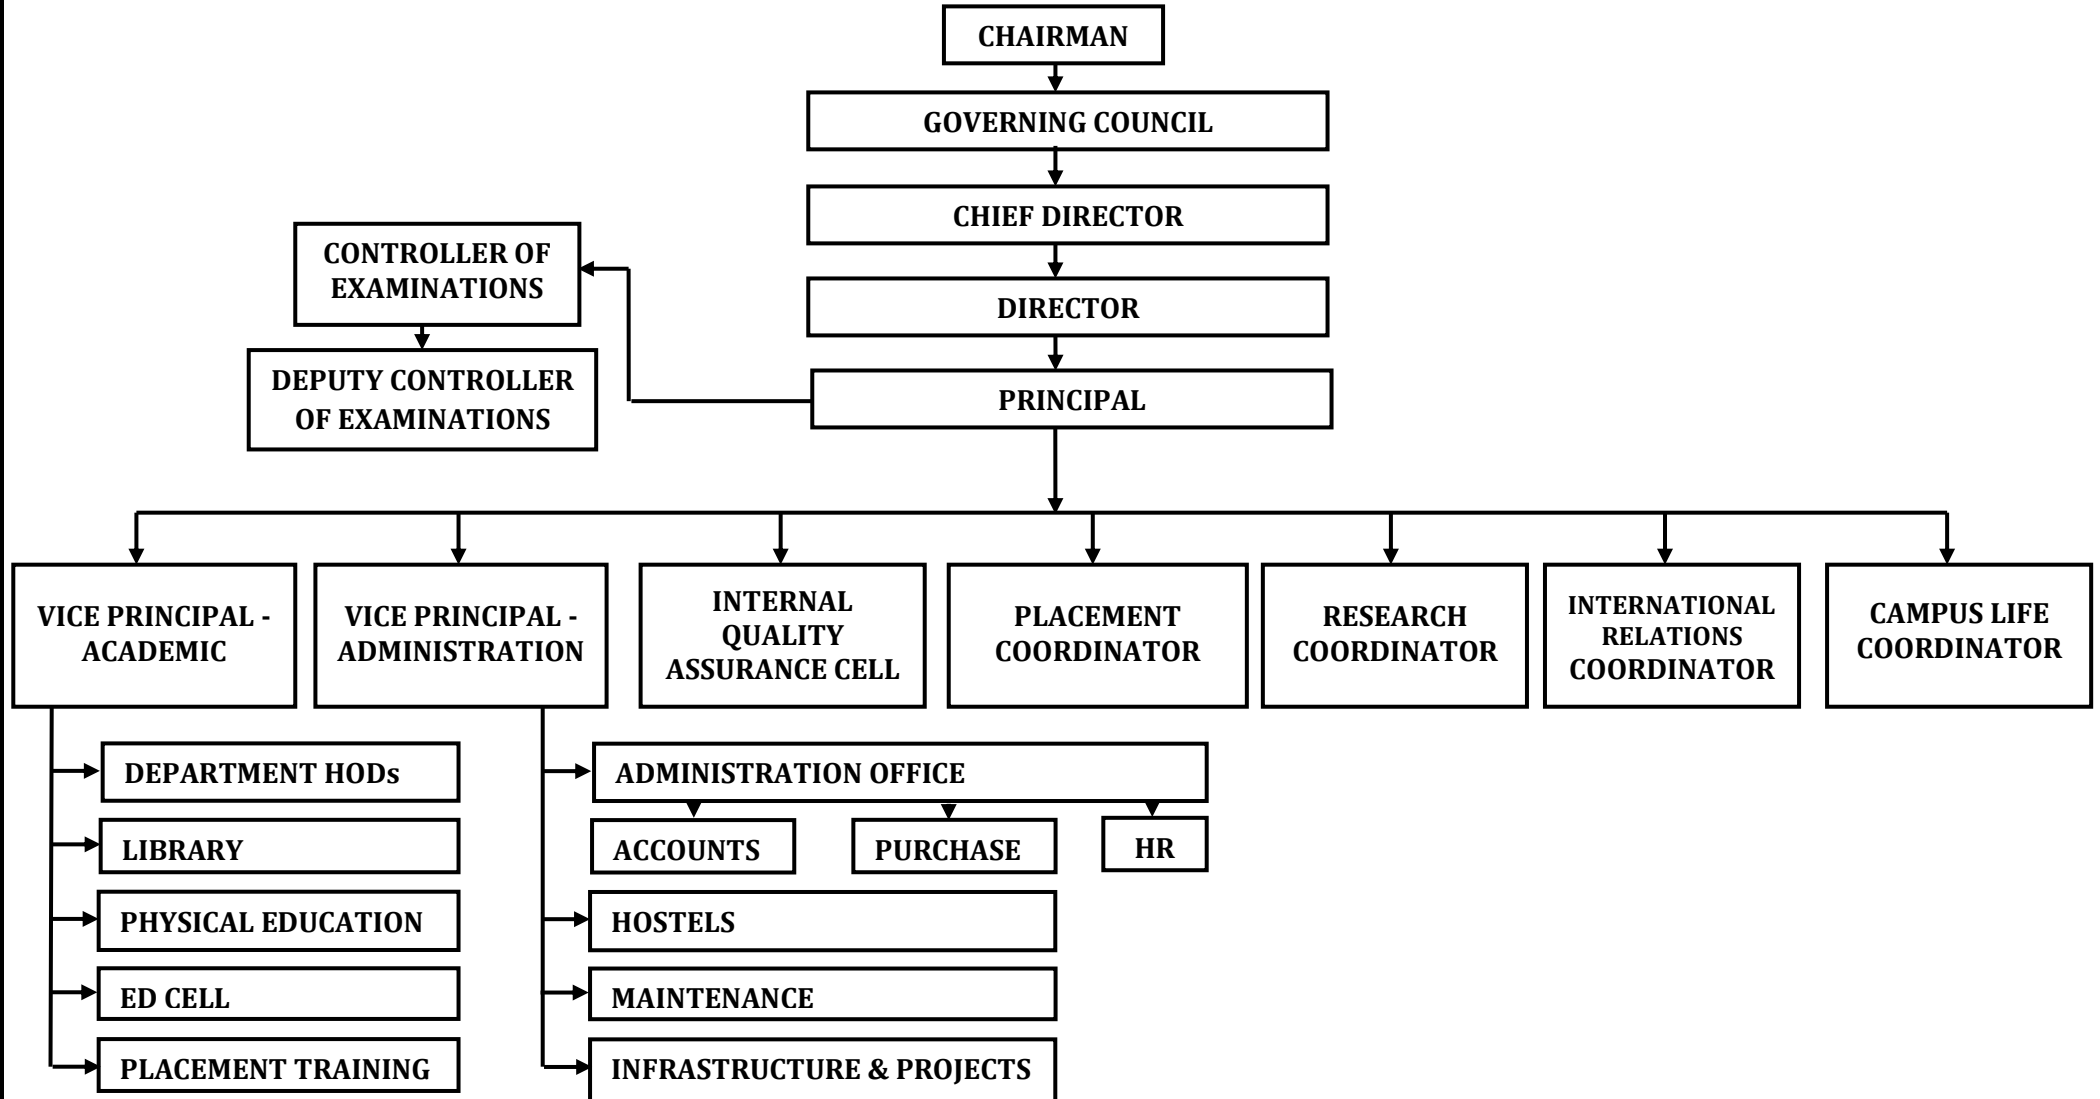 CHAIRMAN
GOVERNING COUNCIL
CHIEF DIRECTOR
CONTROLLER OF
EXAMINATIONS
DIRECTOR
DEPUTY CONTROLLER
OF EXAMINATIONS
PRINCIPAL
VICE PRINCIPAL -
ACADEMIC
VICE PRINCIPAL -
ADMINISTRATION
INTERNAL
QUALITY
ASSURANCE CELL
PLACEMENT
COORDINATOR
RESEARCH
COORDINATOR
INTERNATIONAL
RELATIONS
COORDINATOR
CAMPUS LIFE
COORDINATOR
DEPARTMENT HODs
LIBRARY
PHYSICAL EDUCATION
ED CELL
PLACEMENT TRAINING
ADMINISTRATION OFFICE
ACCOUNTS
PURCHASE
HR
HOSTELS
MAINTENANCE
INFRASTRUCTURE & PROJECTS